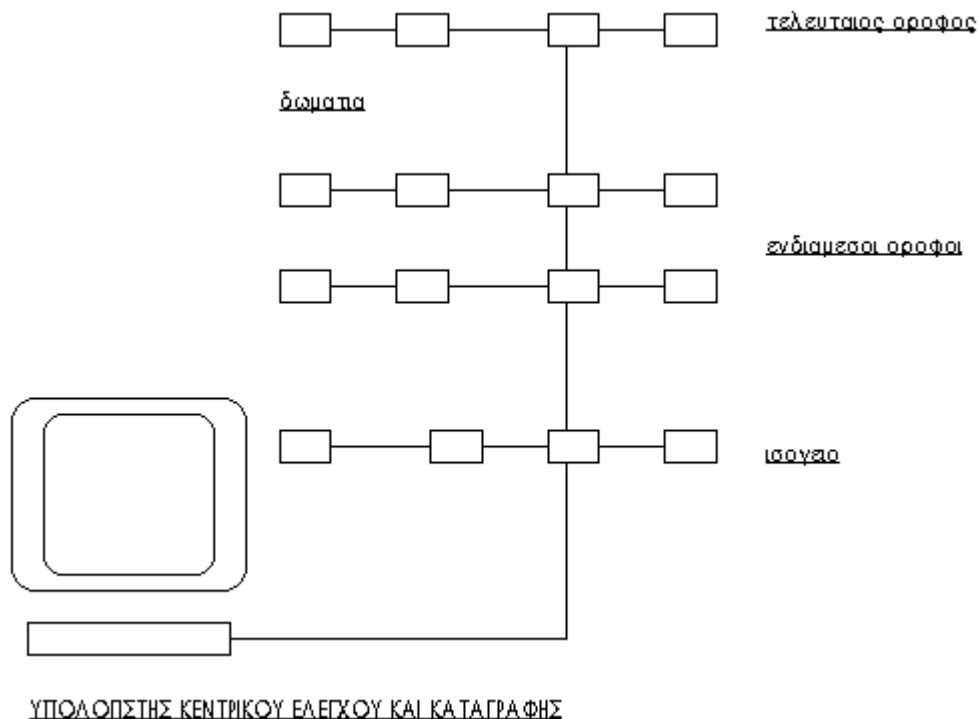 τελευταιος οροφος
δωματια
ενδιαμεσοι οροφοι
ισογειο
ΥΠΟΛΟΓΙΣΤΗΣ ΚΕΝΤΡΙΚΟΥ ΕΛΕΓΧΟΥ ΚΑΙ ΚΑΤΑΓΡΑΦΗΣ